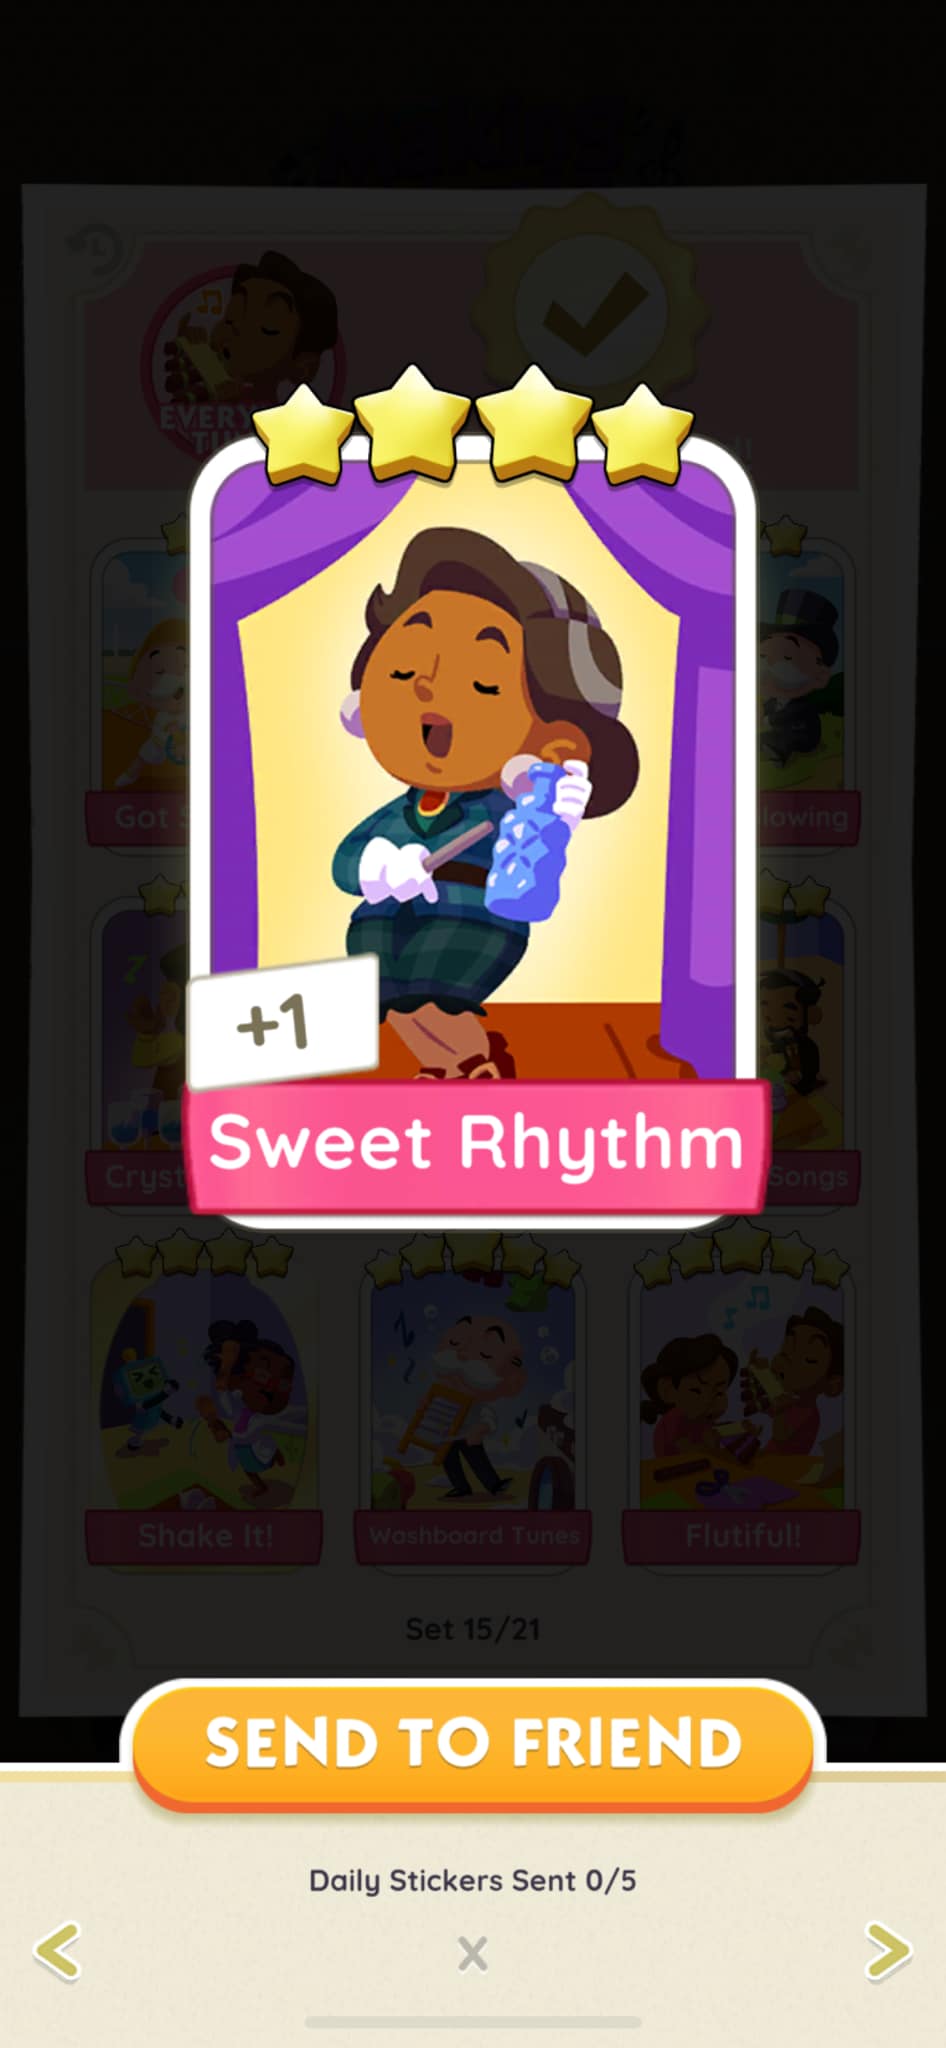 EVERY
+1
Sweet Rhythm
Got
lowing
Cryst
Songs
Shake It!
Washboard Tunes
Flutiful!
Set 15/21
SEND TO FRIEND
Daily Stickers Sent 0/5
X